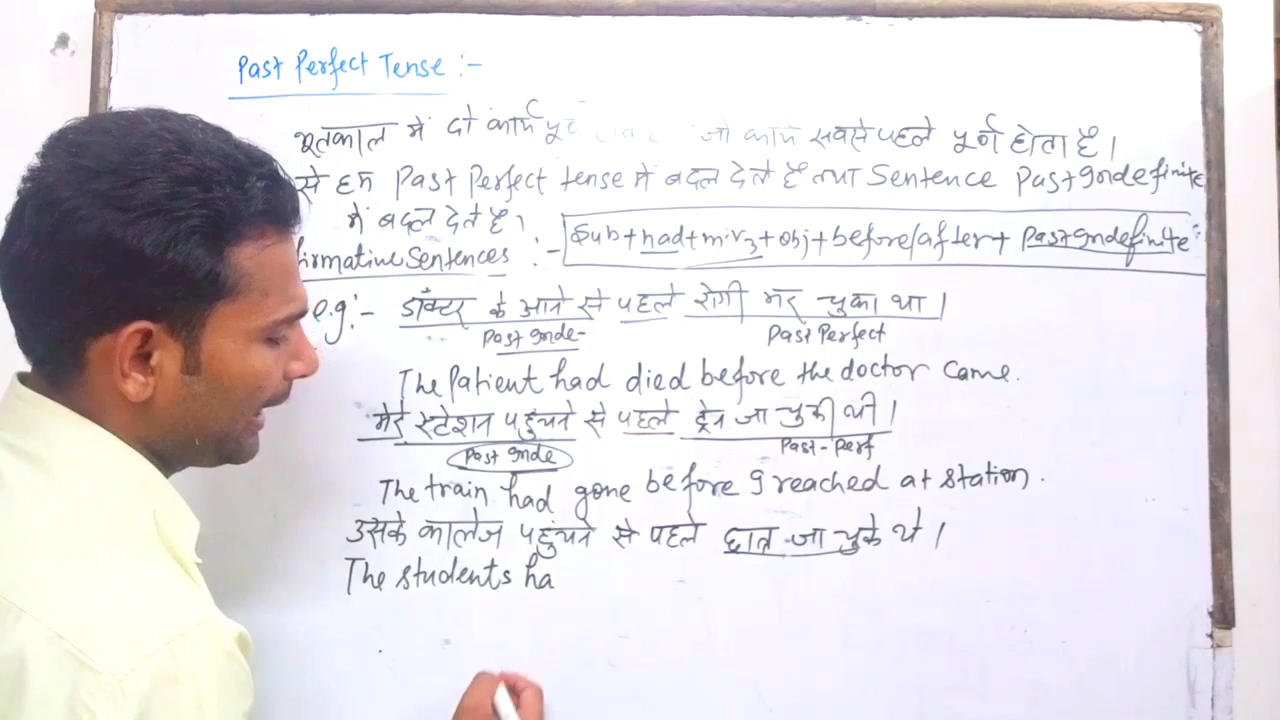 Past Perfect Tense :-
भूतकाल में दो कार्य जो कार्य सबसे पहले पूर्ण होता है।
से हम Past Perfect tense में बदल देते हैं तथा Sentence Past Indefinite
में बदल देते है।
firmative Sentences :- Sub + had + m.v3 + obj + before/after + Past Indefinite
e.g:- डॉक्टर के आने से पहले रोगी मर चुका था।
Past Inde- Past Perfect
The Patient had died before the doctor came.
मेरे स्टेशन पहुंचने से पहले ट्रेन जा चुकी थी।
Past Inde Past-Perf
The train had gone before I reached at station.
उसके कालेज पहुंचने से पहले छात्र जा चुके थे।
The students ha